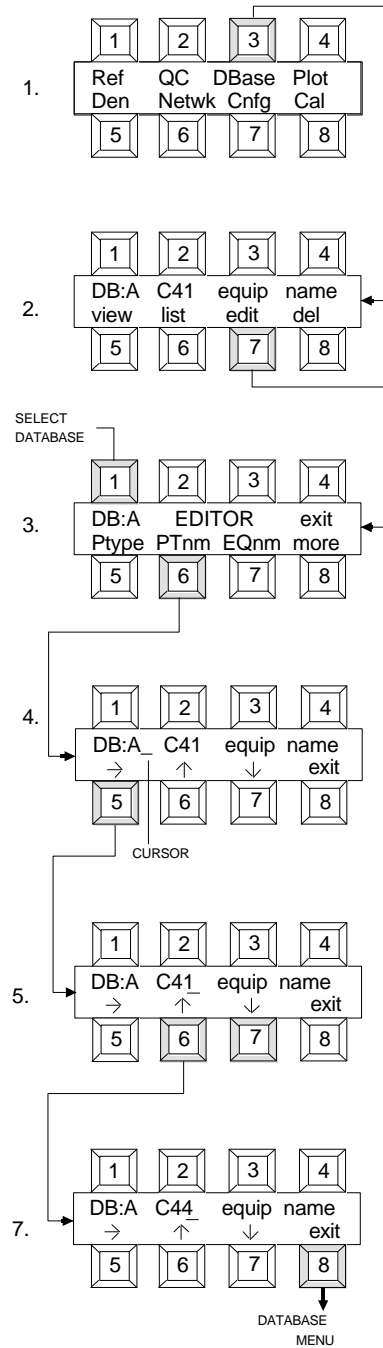 1 2 3 4
1.
Ref QC DBase Plot
Den Netwk Cnfg Cal
5 6 7 8
1 2 3 4
2.
DB:A C41 equip name
view list edit del
5 6 7 8
SELECT
DATABASE
1 2 3 4
3.
DB:A EDITOR exit
Ptype PTnm EQnm more
5 6 7 8
1 2 3 4
4.
DB:A_ C41 equip name
→ ↑ ↓ exit
5 6 7 8
CURSOR
1 2 3 4
5.
DB:A C41_ equip name
→ ↑ ↓ exit
5 6 7 8
1 2 3 4
7.
DB:A C44_ equip name
→ ↑ ↓ exit
5 6 7 8
DATABASE
MENU